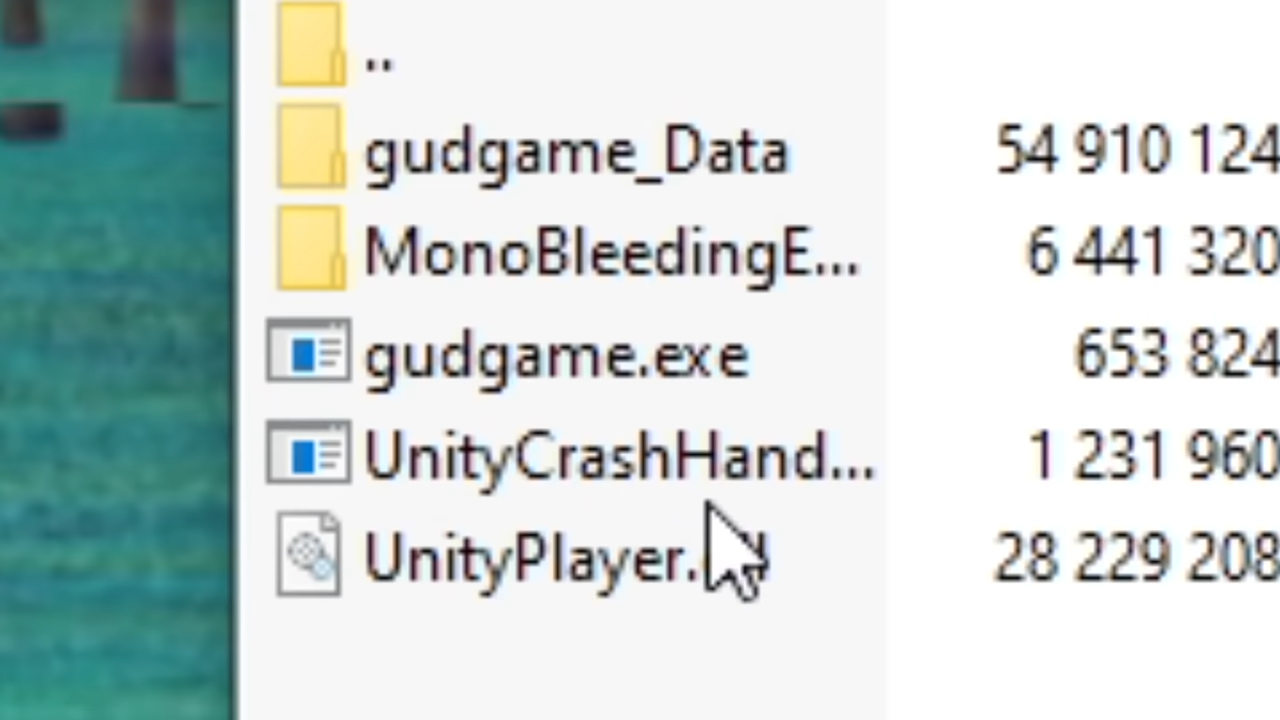 ..
gudgame_Data 54 910 124
MonoBleedingE... 6 441 320
gudgame.exe 653 824
UnityCrashHand... 1 231 960
UnityPlayer. 28 229 208